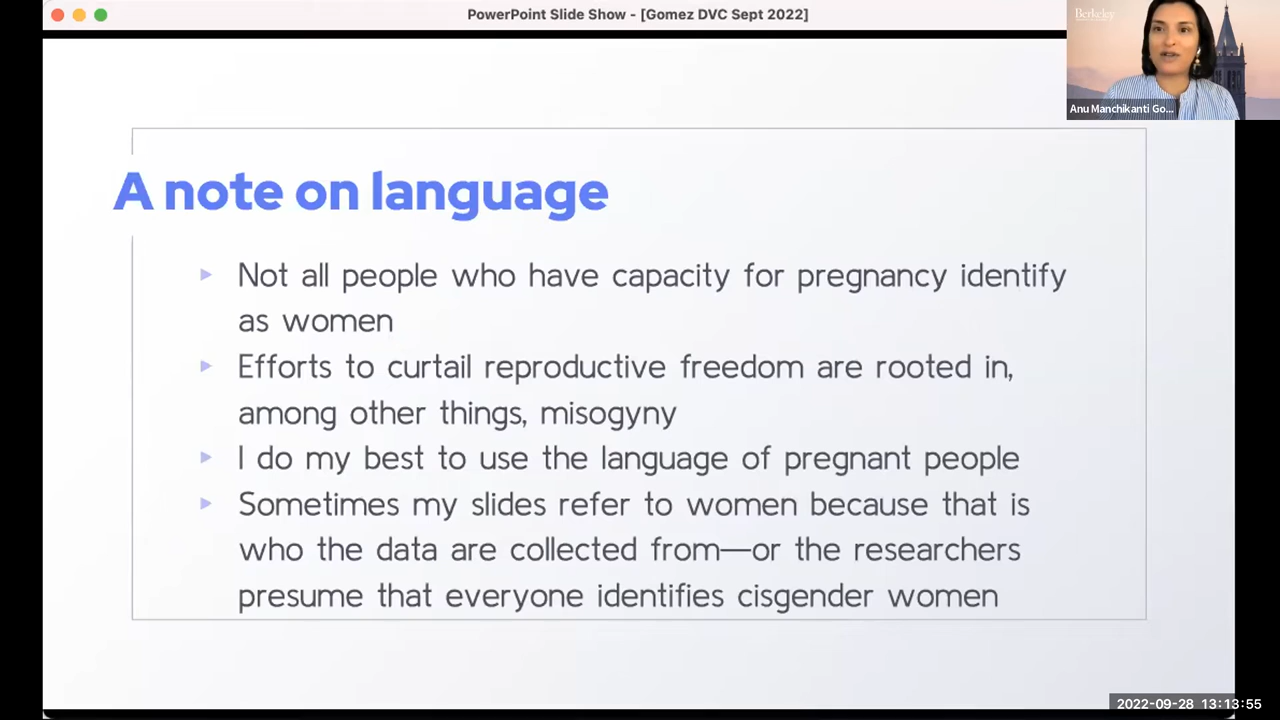 PowerPoint Slide Show - [Gomez DVC Sept 2022]
Berkeley
Anu Manchikanti Go...
A note on language
Not all people who have capacity for pregnancy identify
as women
Efforts to curtail reproductive freedom are rooted in,
among other things, misogyny
I do my best to use the language of pregnant people
Sometimes my slides refer to women because that is
who the data are collected from—or the researchers
presume that everyone identifies cisgender women
2022-09-28 13:13:55